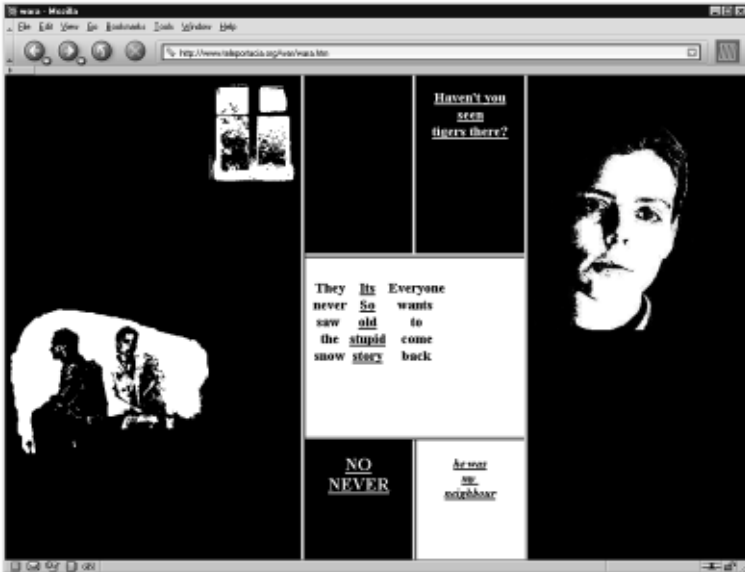 wara - Mozilla
File Edit View Go Bookmarks Tools Window Help
http://www.teleportacia.org/war/wara.htm
Haven't you
seen
tigers there?
They Its Everyone
never So wants
saw old to
the stupid come
snow story back
NO
NEVER
he was
my
neighbour